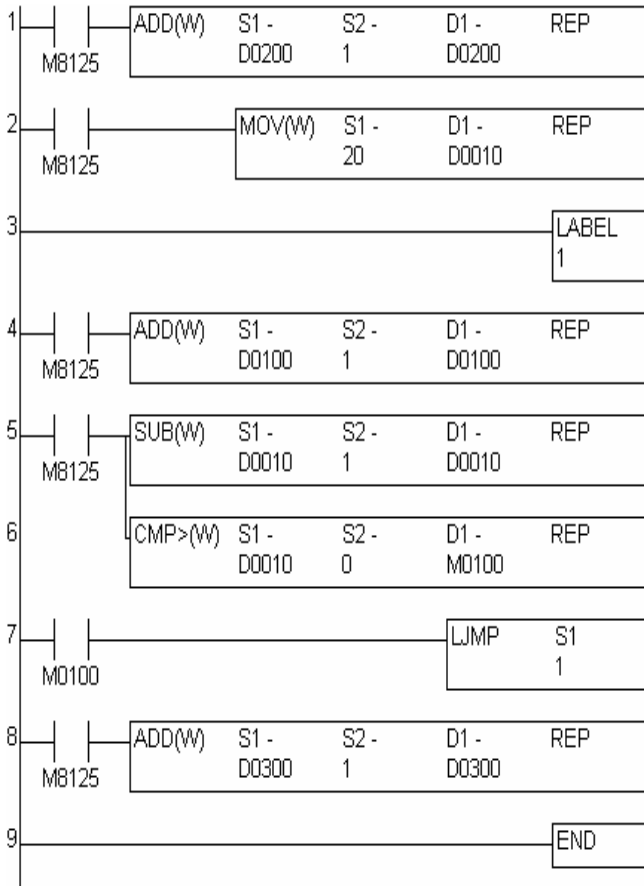 1 ADD(W) S1 - S2 - D1 - REP
M8125 D0200 1 D0200
2 MOV(W) S1 - D1 - REP
M8125 20 D0010
3 LABEL
1
4 ADD(W) S1 - S2 - D1 - REP
M8125 D0100 1 D0100
5 SUB(W) S1 - S2 - D1 - REP
M8125 D0010 1 D0010
6 CMP>(W) S1 - S2 - D1 - REP
D0010 0 M0100
7 LJMP S1
M0100 1
8 ADD(W) S1 - S2 - D1 - REP
M8125 D0300 1 D0300
9 END